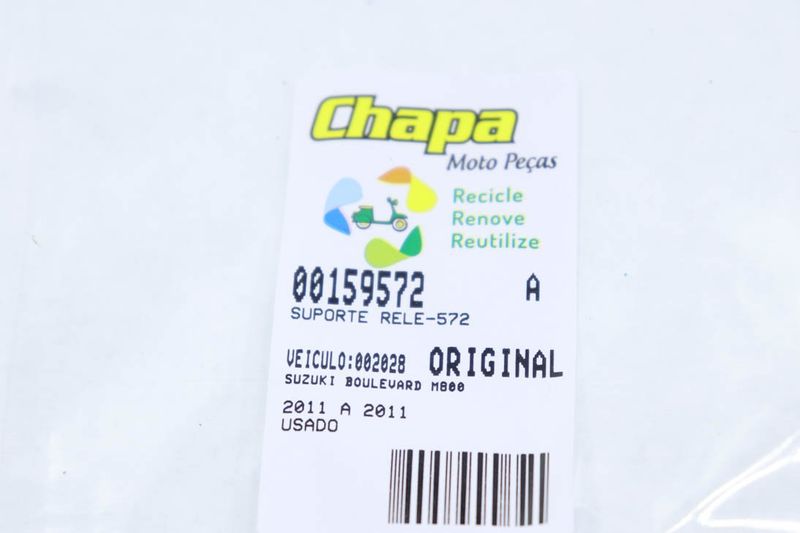 Chapa
Moto Peças
Recicle
Renove
Reutilize
00159572 A
SUPORTE RELE-572
VEICULO:002028 ORIGINAL
SUZUKI BOULEVARD M800
2011 A 2011
USADO